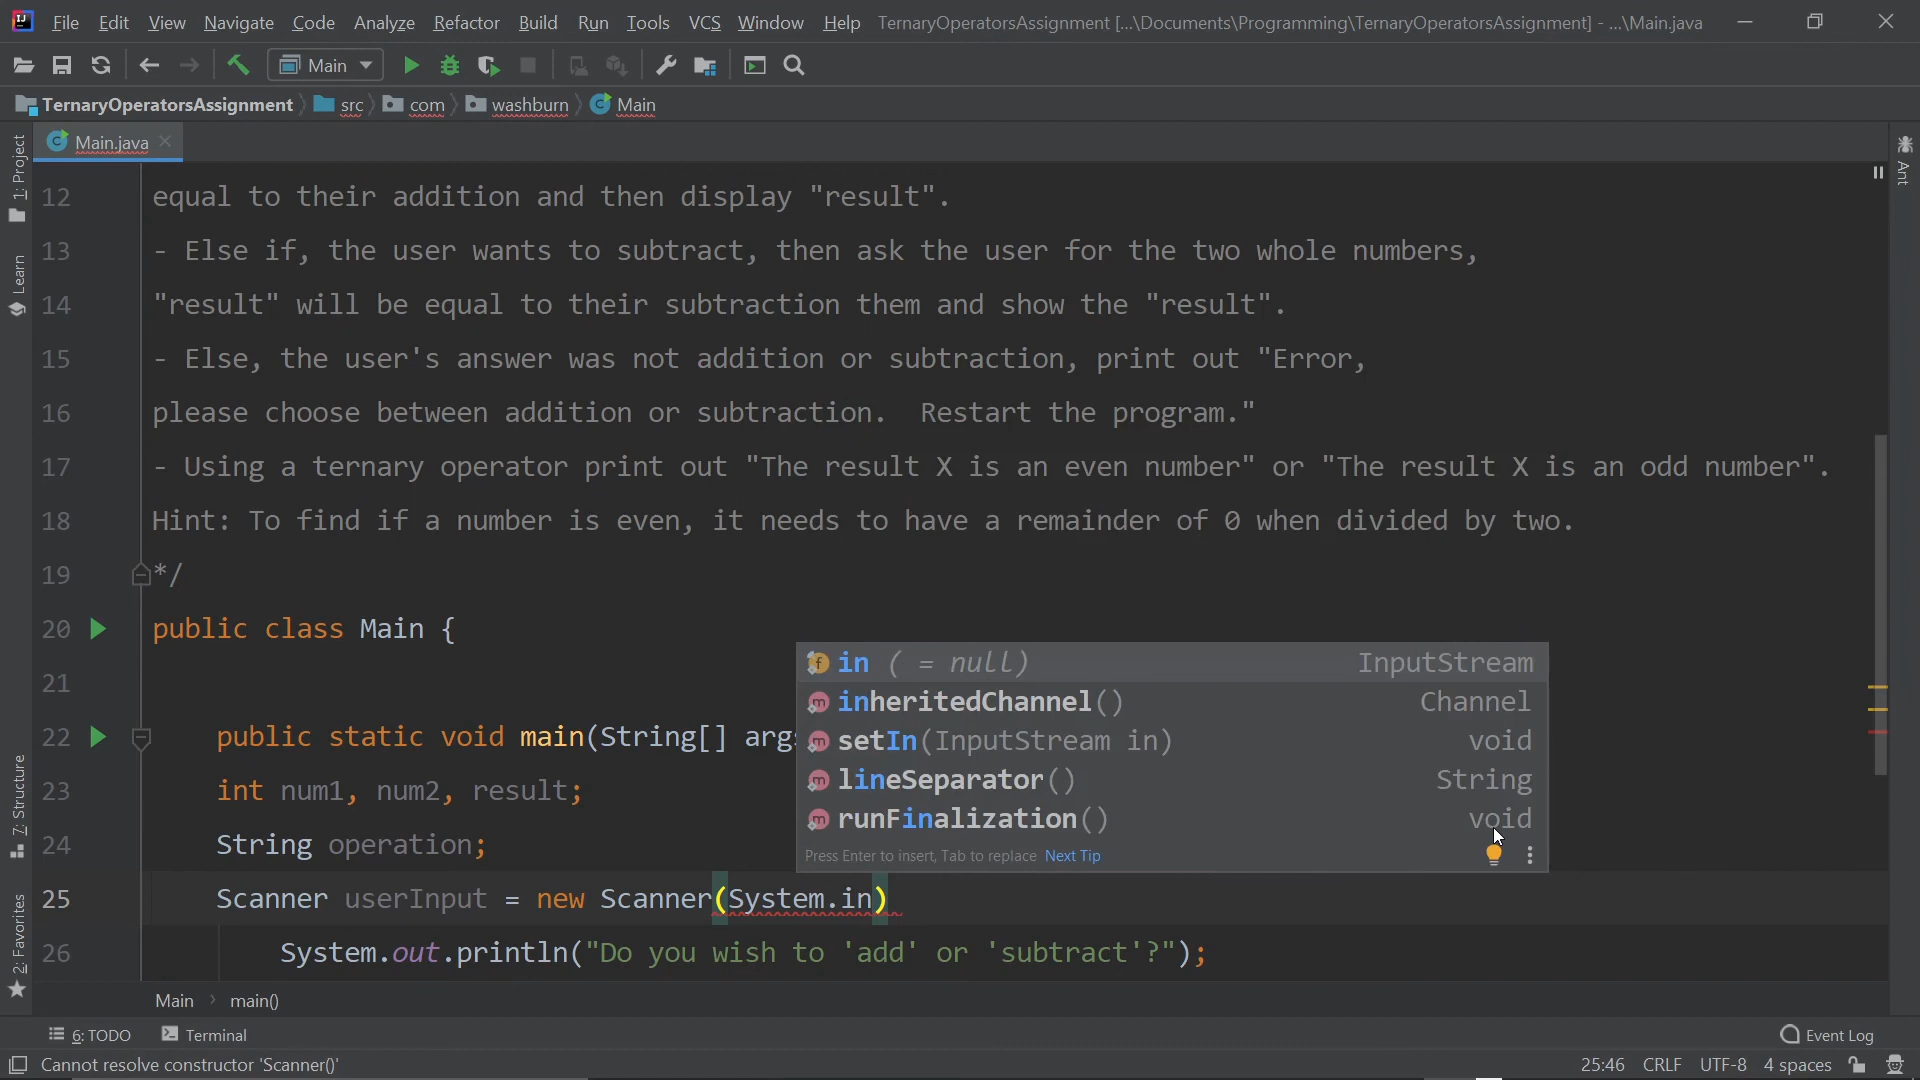 File Edit View Navigate Code Analyze Refactor Build Run Tools VCS Window Help TernaryOperatorsAssignment [...\Documents\Programming\TernaryOperatorsAssignment] - ...\Main.java
Main
TernaryOperatorsAssignment src com washburn Main
Main.java
1: Project
Learn
7: Structure
2: Favorites
Ant
12 equal to their addition and then display "result".
13 - Else if, the user wants to subtract, then ask the user for the two whole numbers,
14 "result" will be equal to their subtraction them and show the "result".
15 - Else, the user's answer was not addition or subtraction, print out "Error,
16 please choose between addition or subtraction.  Restart the program."
17 - Using a ternary operator print out "The result X is an even number" or "The result X is an odd number".
18 Hint: To find if a number is even, it needs to have a remainder of 0 when divided by two.
19 */
20 public class Main {
21
22 public static void main(String[] args
23 int num1, num2, result;
24 String operation;
25 Scanner userInput = new Scanner(System.in)
26 System.out.println("Do you wish to 'add' or 'subtract'?");
in ( = null) InputStream
inheritedChannel() Channel
setIn(InputStream in) void
lineSeparator() String
runFinalization() void
Press Enter to insert, Tab to replace Next Tip
Main main()
6: TODO Terminal Event Log
Cannot resolve constructor 'Scanner()' 25:46 CRLF UTF-8 4 spaces